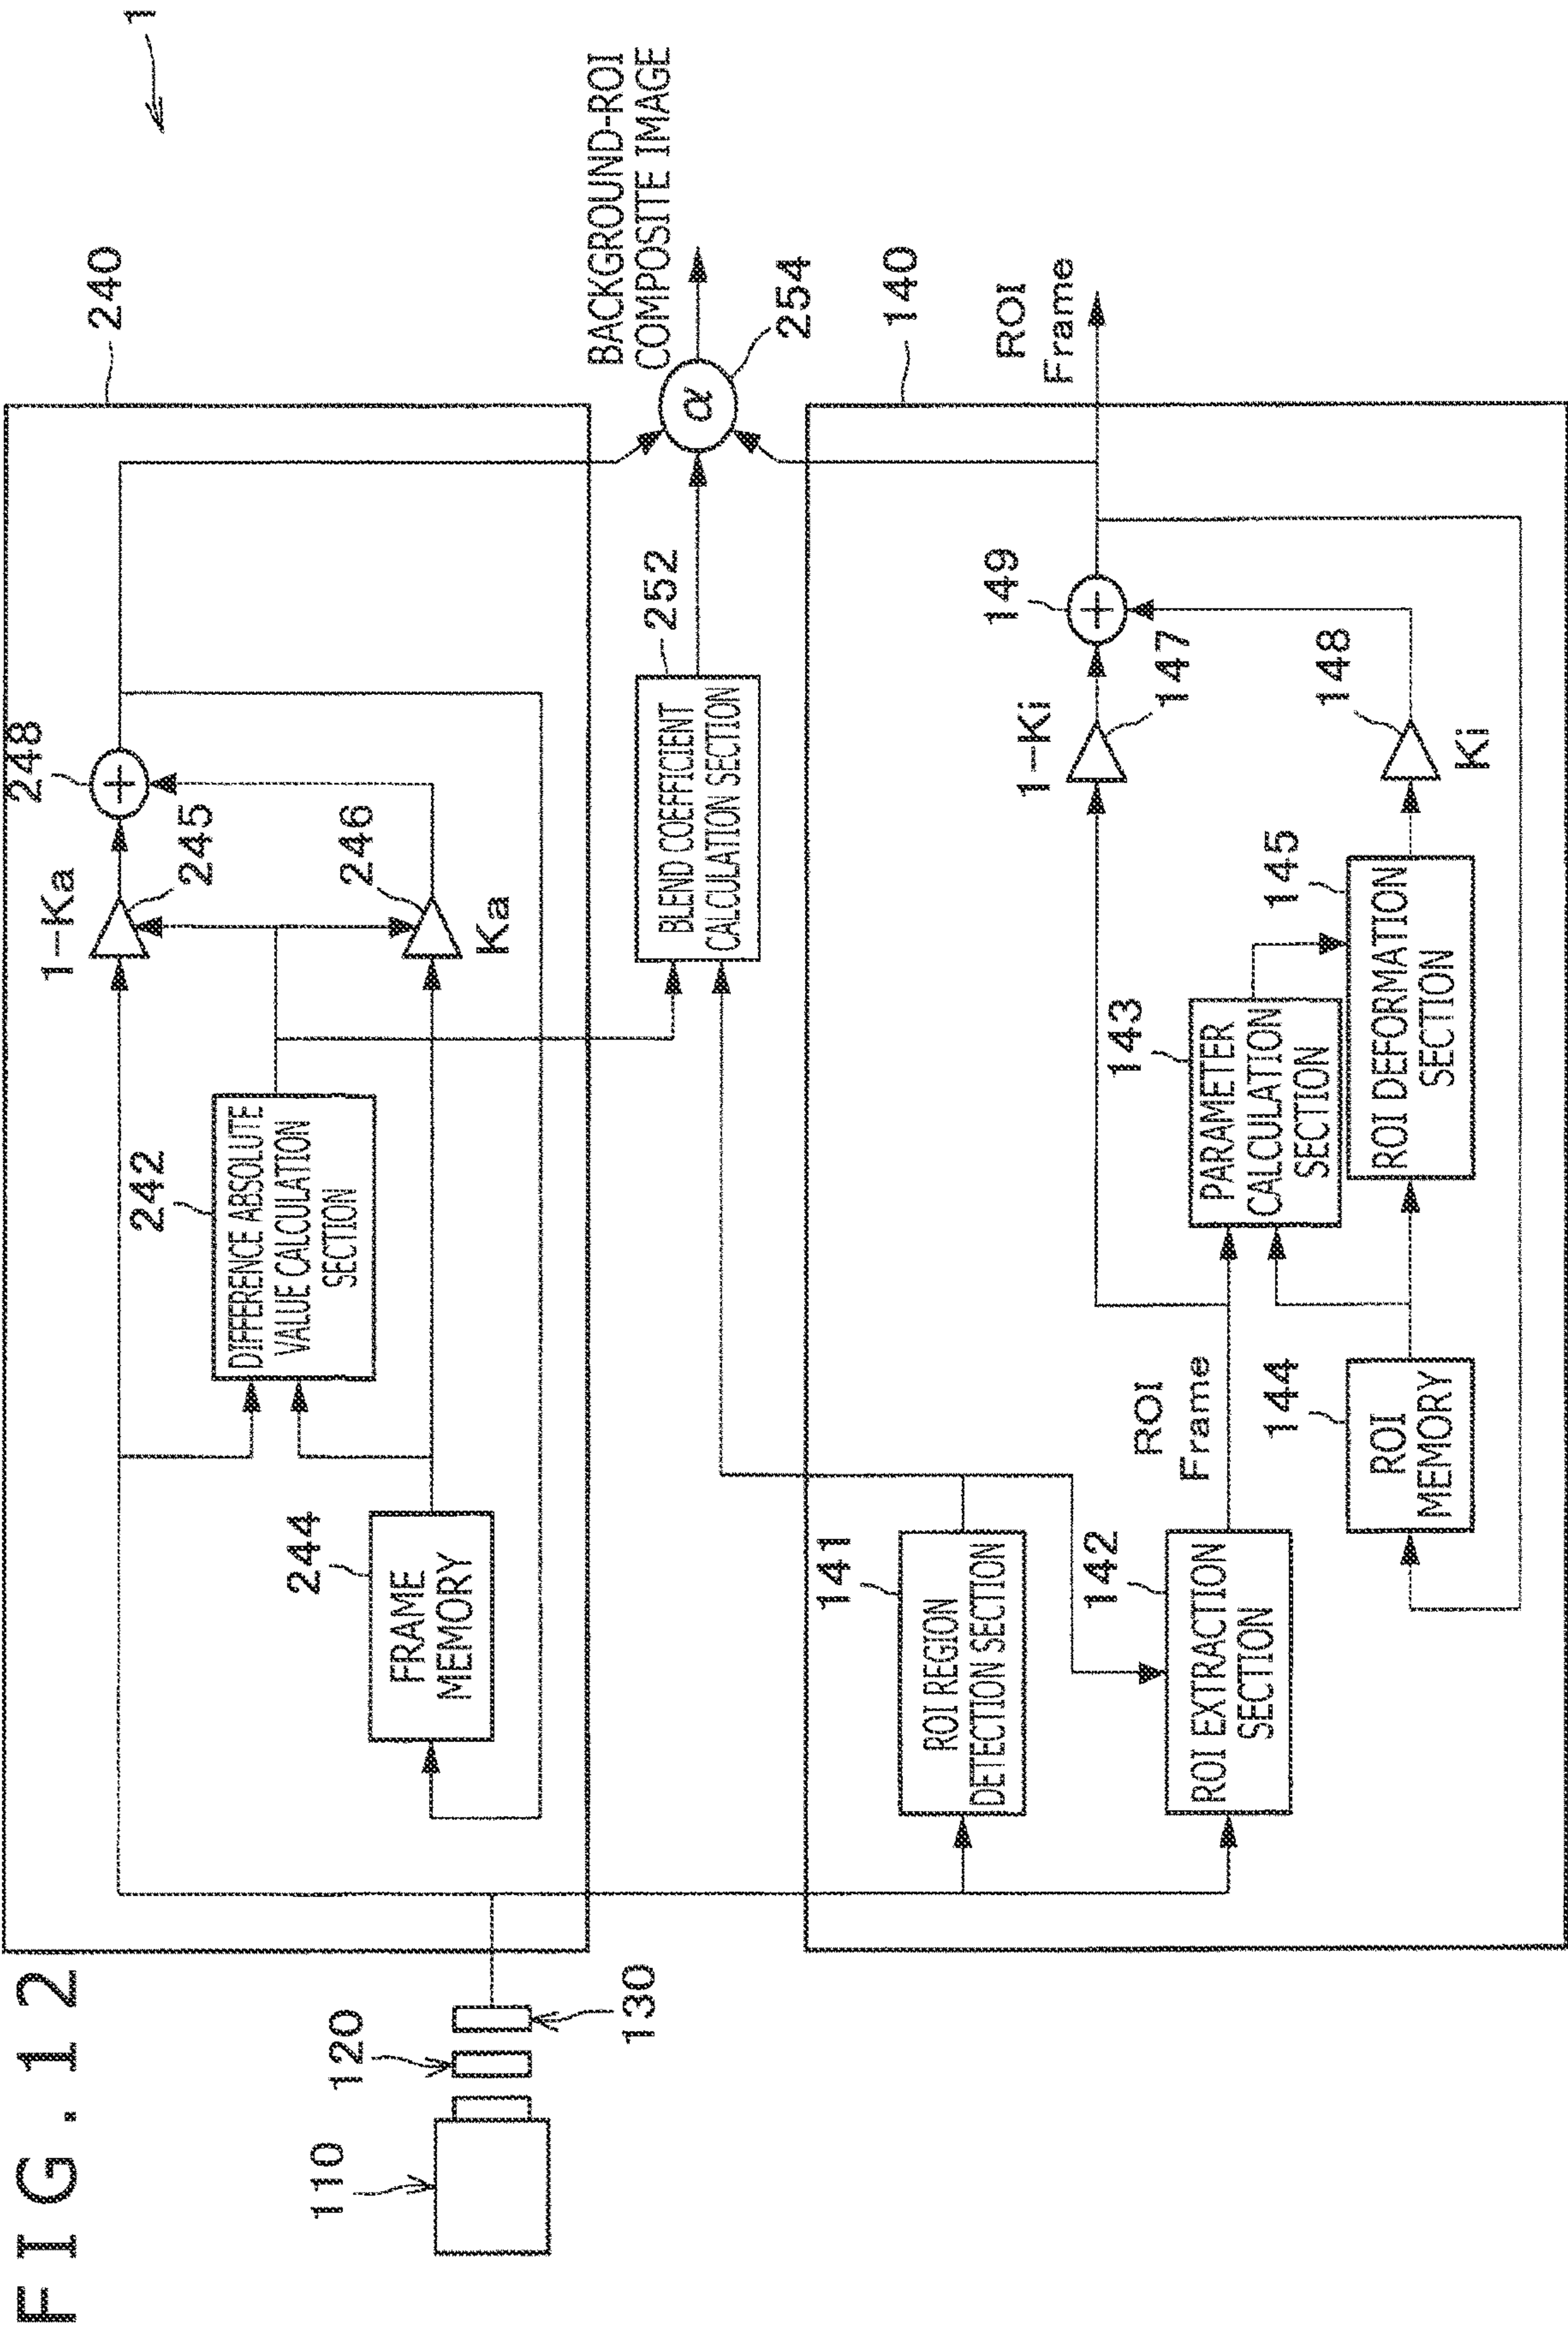 FIG.12
1
240
248
1-Ka
245
246
Ka
242
DIFFERENCE ABSOLUTE
VALUE CALCULATION
SECTION
244
FRAME
MEMORY
110
120
130
BACKGROUND-ROI
COMPOSITE IMAGE
α
254
252
BLEND COEFFICIENT
CALCULATION SECTION
140
ROI
Frame
149
1-Ki
147
148
Ki
145
ROI DEFORMATION
SECTION
143
PARAMETER
CALCULATION
SECTION
144
ROI
MEMORY
ROI
Frame
141
ROI REGION
DETECTION SECTION
142
ROI EXTRACTION
SECTION